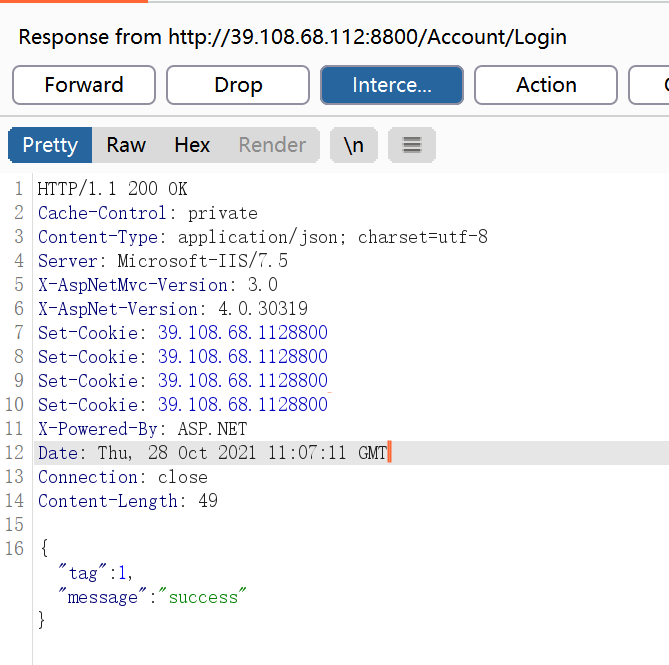 Response from http://39.108.68.112:8800/Account/Login
Forward Drop Interce... Action
Pretty Raw Hex Render \n
1 HTTP/1.1 200 OK
2 Cache-Control: private
3 Content-Type: application/json; charset=utf-8
4 Server: Microsoft-IIS/7.5
5 X-AspNetMvc-Version: 3.0
6 X-AspNet-Version: 4.0.30319
7 Set-Cookie: 39.108.68.1128800
8 Set-Cookie: 39.108.68.1128800
9 Set-Cookie: 39.108.68.1128800
10 Set-Cookie: 39.108.68.1128800
11 X-Powered-By: ASP.NET
12 Date: Thu, 28 Oct 2021 11:07:11 GMT
13 Connection: close
14 Content-Length: 49
15
16 {
"tag":1,
"message":"success"
}